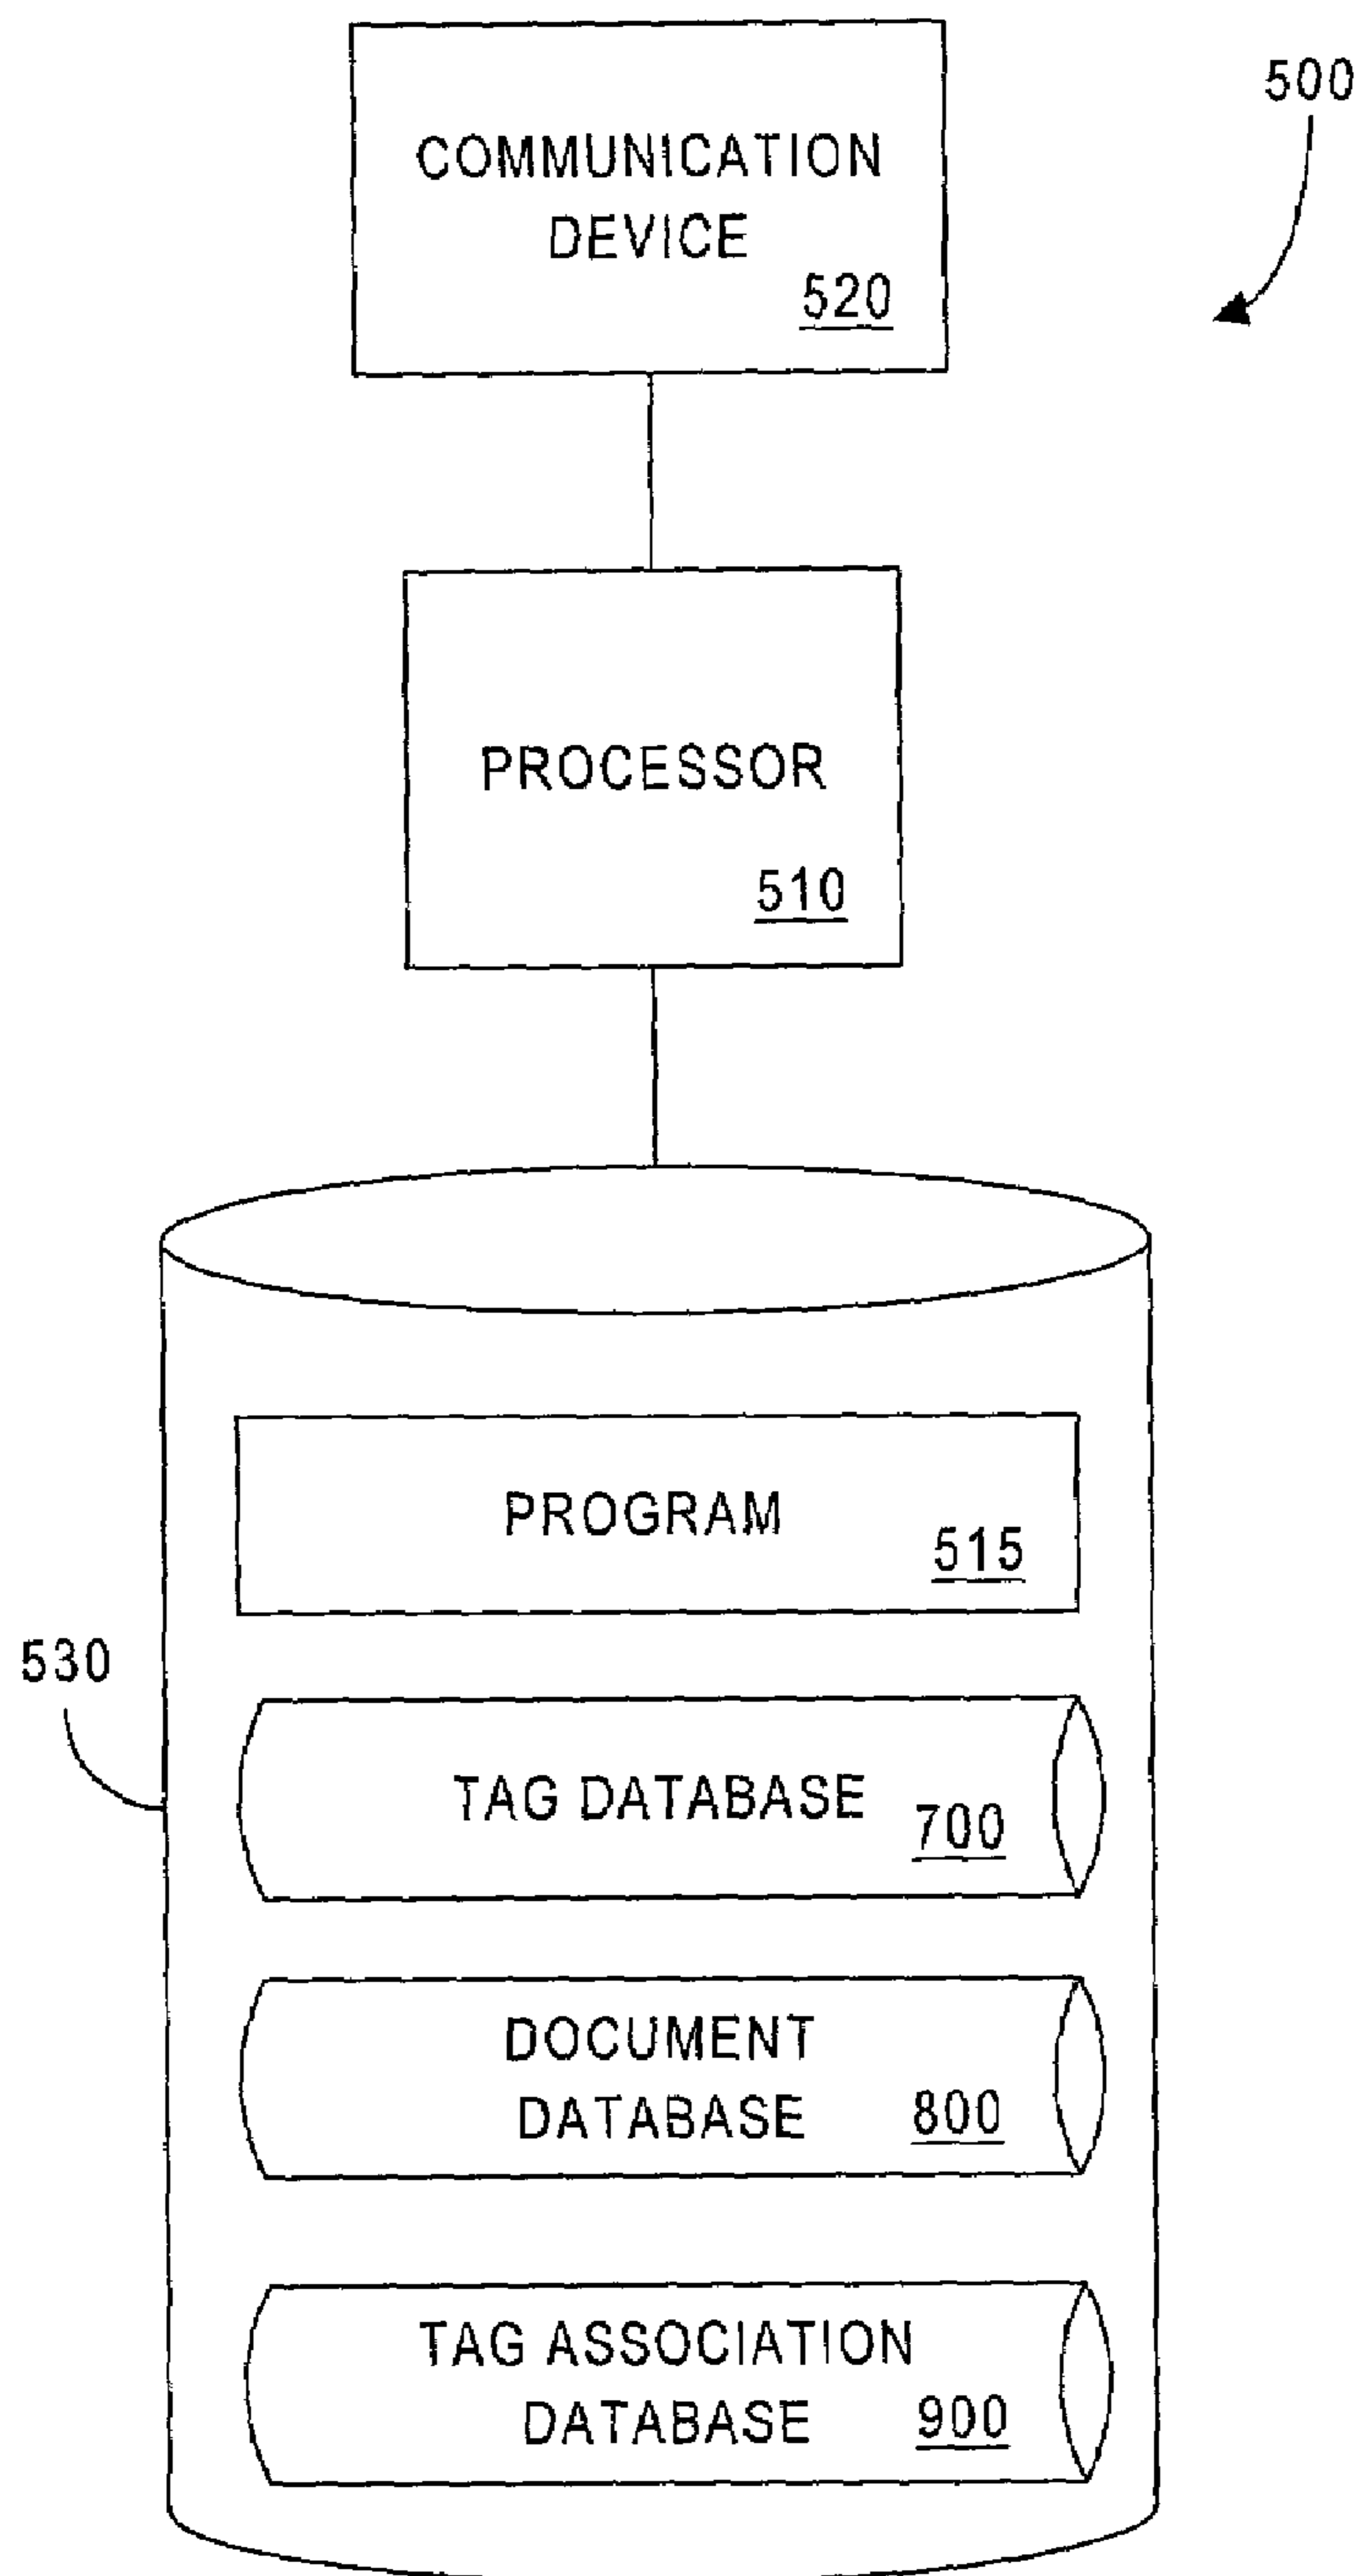 500
COMMUNICATION
DEVICE
520
PROCESSOR
510
PROGRAM
515
530
TAG DATABASE
700
DOCUMENT
DATABASE
800
TAG ASSOCIATION
DATABASE
900